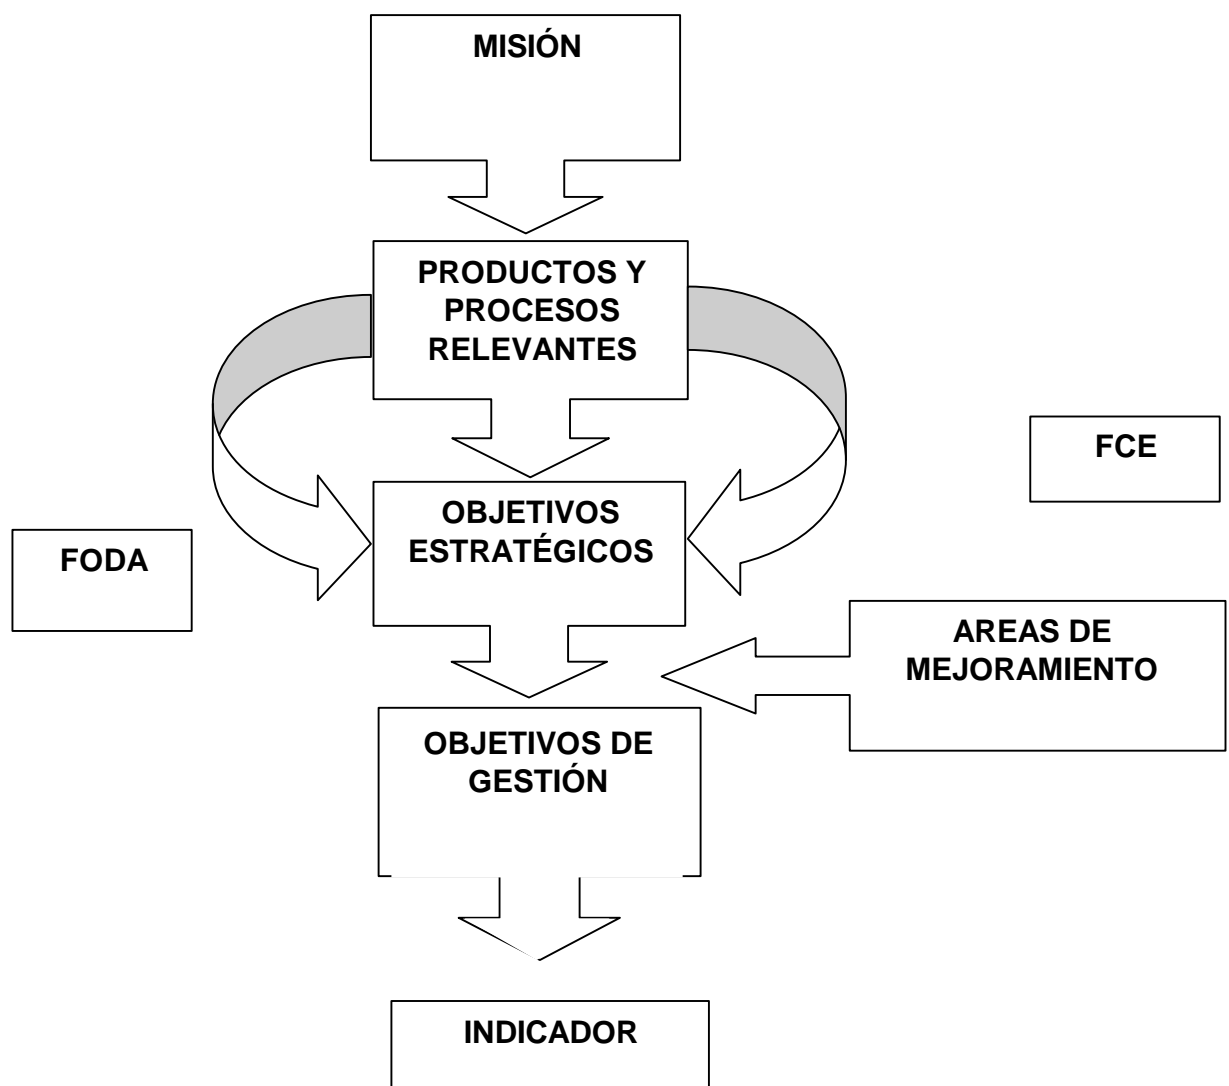 MISIÓN
PRODUCTOS Y
PROCESOS
RELEVANTES
FCE
OBJETIVOS
ESTRATÉGICOS
FODA
AREAS DE
MEJORAMIENTO
OBJETIVOS DE
GESTIÓN
INDICADOR